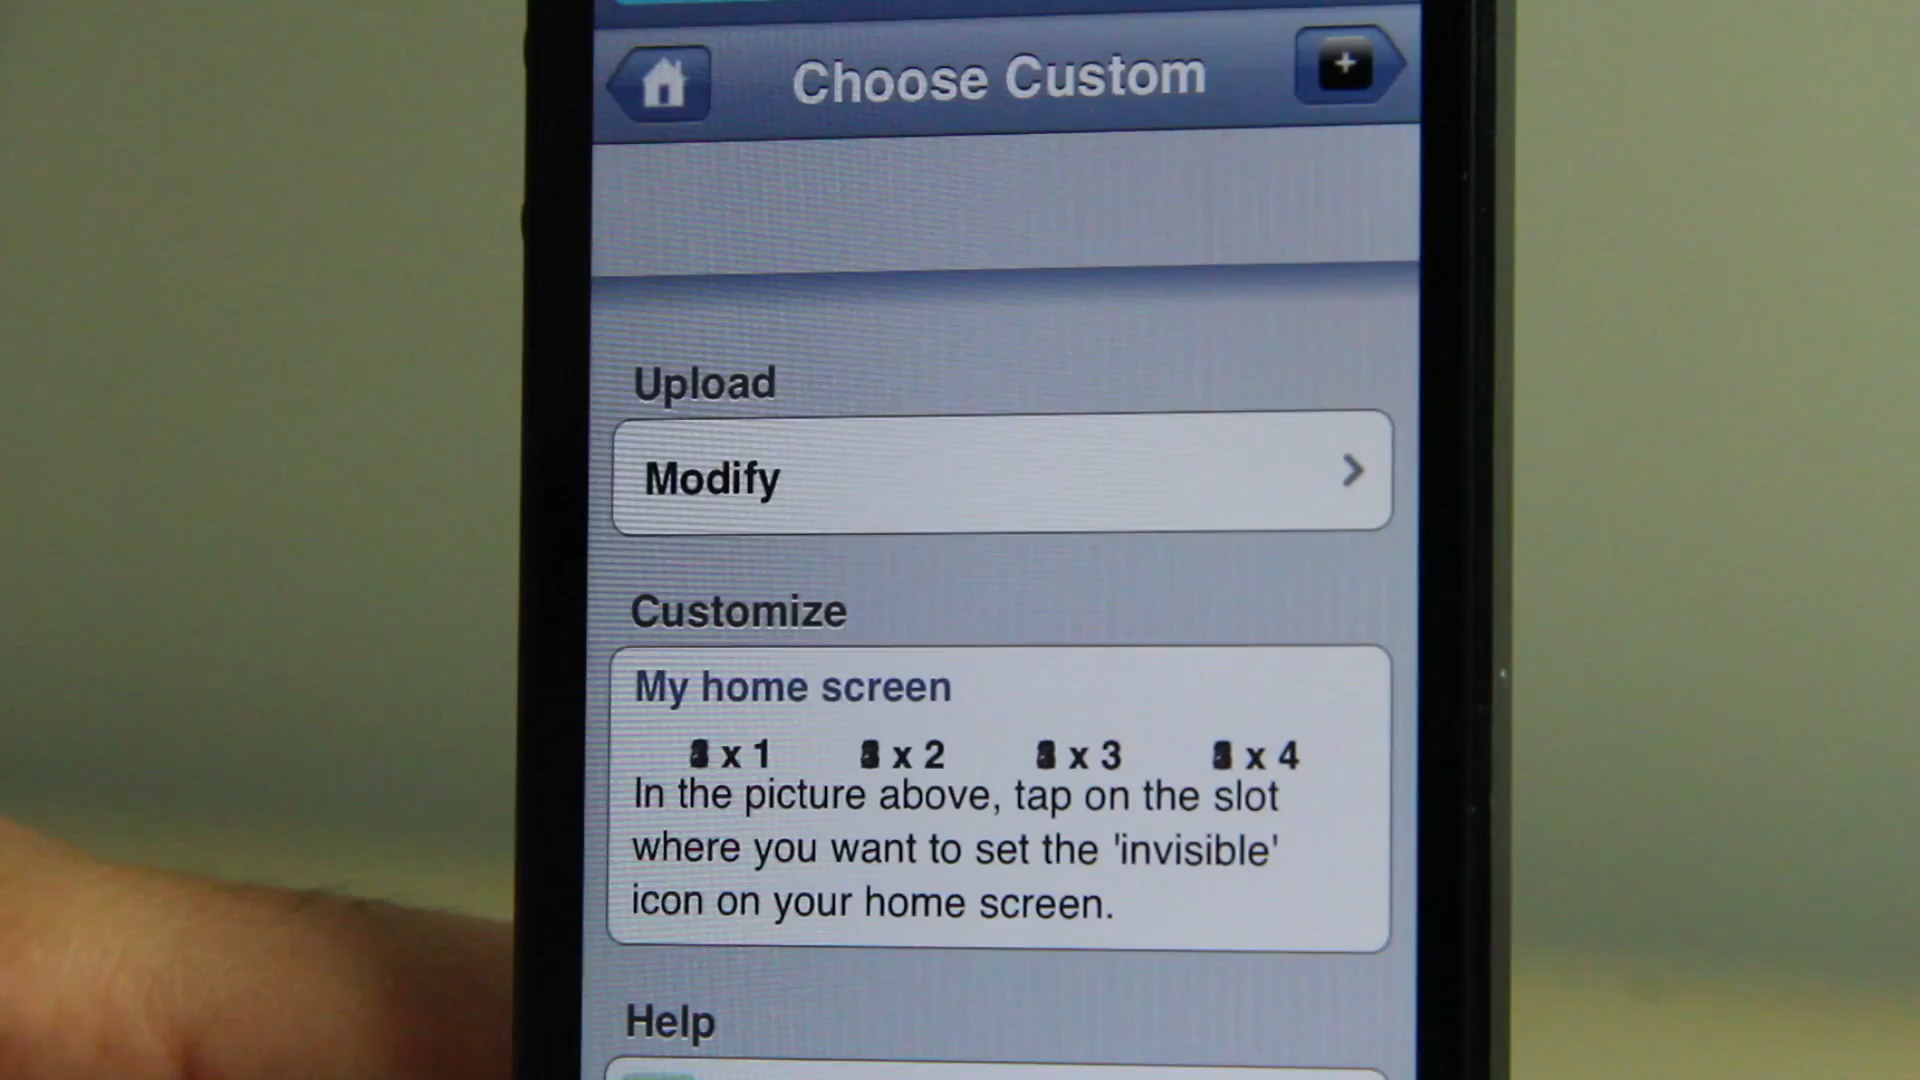 Choose Custom
Upload
Modify
Customize
My home screen
x 1 x 2 x 3 x 4
In the picture above, tap on the slot
where you want to set the 'invisible'
icon on your home screen.
Help